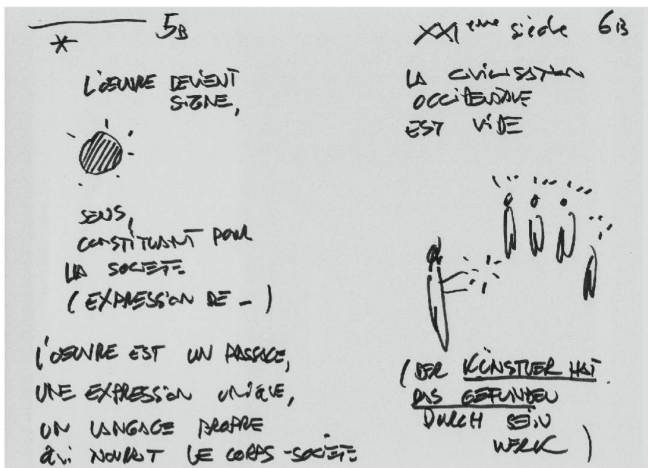 * 5B
L'OEUVRE DEVIENT
SIGNE,
SENS,
CONSTITUANT POUR
LA SOCIETE
(EXPRESSION DE - )
L'OEUVRE EST UN PASSAGE,
UNE EXPRESSION UNIQUE,
UN LANGAGE PROPRE
QUI NOURRIT LE CORPS-SOCIETE
XXIeme siècle 6B
LA CIVILISATION
OCCIDENTALE
EST VIDE
(DER KÜNSTLER HAT
DAS GEFUNDEN
DURCH SEIN
WERK)